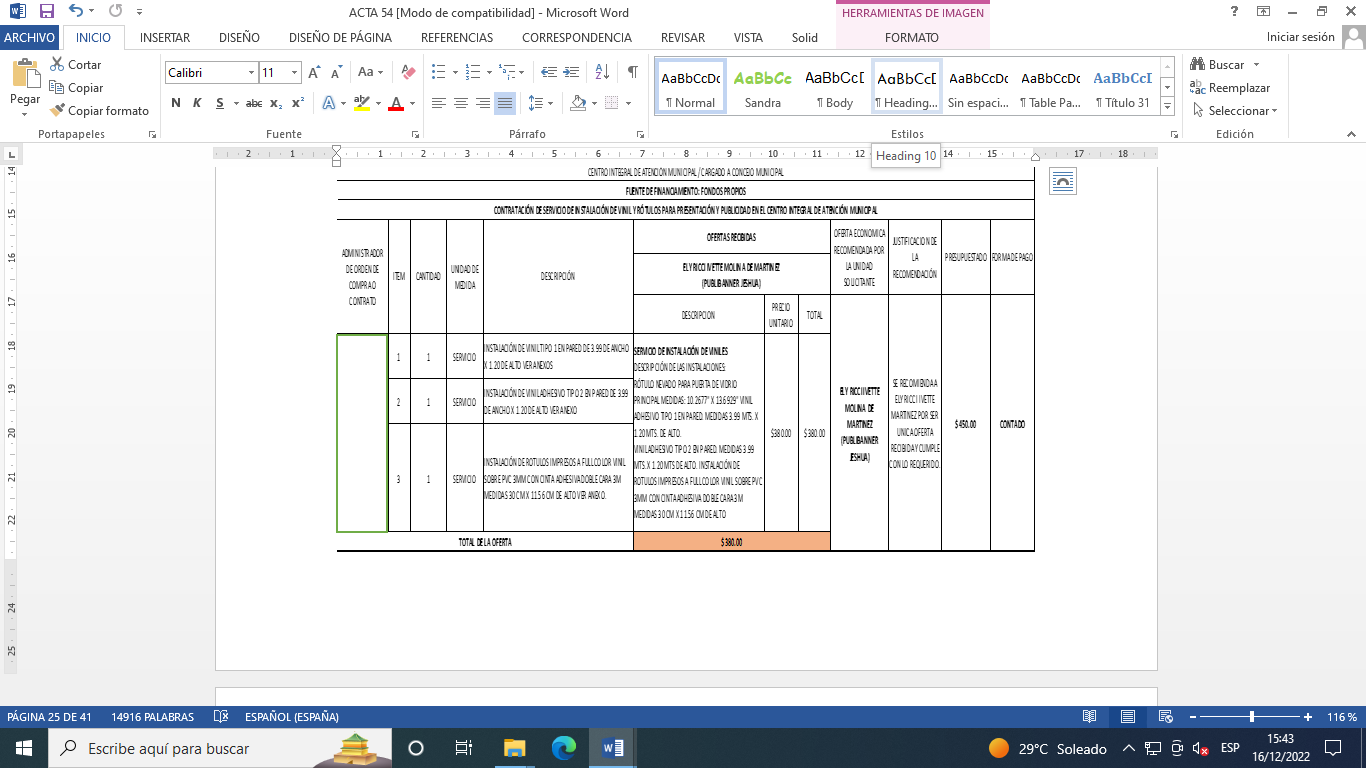 ACTA 54 [Modo de compatibilidad] - Microsoft Word
HERRAMIENTAS DE IMAGEN
ARCHIVO
INICIO
INSERTAR
DISEÑO
DISEÑO DE PÁGINA
REFERENCIAS
CORRESPONDENCIA
REVISAR
VISTA
Solid
FORMATO
Iniciar sesión
Pegar
Cortar
Copiar
Copiar formato
Portapapeles
Calibri
11
Fuente
Párrafo
AaBbCcDc
¶ Normal
AaBbCc
Sandra
AaBbCcD
¶ Body
AaBbCcD
¶ Heading...
AaBbCcDc
Sin espaci...
AaBbCcDc
¶ Table Pa...
AaBbCcD
¶ Título 31
Estilos
Buscar
Reemplazar
Seleccionar
Edición
Heading 10
CENTRO INTEGRAL DE ATENCIÓN MUNICIPAL / CARGADO A CONCEJO MUNICIPAL
FUENTE DE FINANCIAMIENTO: FONDOS PROPIOS
CONTRATACIÓN DE SERVICIO DE INSTALACIÓN DE VINIL Y RÓTULOS PARA PRESENTACIÓN Y PUBLICIDAD EN EL CENTRO INTEGRAL DE ATENCIÓN MUNICIPAL
ADMINISTRADOR
DE ORDEN DE
COMPRA O
CONTRATO
ITEM
CANTIDAD
UNIDAD DE
MEDIDA
DESCRIPCIÓN
OFERTAS RECIBIDAS
ELY RICCI IVETTE MOLINA DE MARTINEZ
(PUBLIBANNER JESHUA)
DESCRIPCION
PRECIO
UNITARIO
TOTAL
OFERTA ECONOMICA
RECOMENDADA POR
LA UNIDAD
SOLICITANTE
JUSTIFICACION DE
LA
RECOMENDACIÓN
PRESUPUESTADO
FORMA DE PAGO
1
1
SERVICIO
INSTALACIÓN DE VINIL TIPO 1 EN PARED DE 3.99 DE ANCHO
X 1.20 DE ALTO VER ANEXOS
2
1
SERVICIO
INSTALACIÓN DE VINIL ADHESIVO TIPO 2 EN PARED DE 3.99
DE ANCHO X 1.20 DE ALTO VER ANEXO
3
1
SERVICIO
INSTALACIÓN DE ROTULOS IMPRESOS A FULL COLOR VINIL
SOBRE PVC 3MM CON CINTA ADHESIVA DOBLE CARA 3M
MEDIDAS 30 CM X 115.6 CM DE ALTO VER ANEXO.
SERVICIO DE INSTALACIÓN DE VINILES
DESCRIPCIÓN DE LAS INSTALACIONES:
RÓTULO NEVADO PARA PUERTA DE VIDRIO
PRINCIPAL MEDIDAS: 10.2677" X 13.6929" VINIL
ADHESIVO TIPO 1 EN PARED. MEDIDAS 3.99 MTS. X
1.20 MTS. DE ALTO.
VINIL ADHESIVO TIPO 2 EN PARED. MEDIDAS 3.99
MTS. X 1.20 MTS DE ALTO. INSTALACIÓN DE
ROTULOS IMPRESOS A FULL COLOR VINIL SOBRE PVC
3MM CON CINTA ADHESIVA DOBLE CARA 3M
MEDIDAS 30 CM X 115.6 CM DE ALTO
$380.00
$ 380.00
ELY RICCI IVETTE
MOLINA DE
MARTINEZ
(PUBLIBANNER
JESHUA)
SE RECOMIENDA A
ELY RICCI IVETTE
MARTINEZ POR SER
UNICA OFERTA
RECIBIDA Y CUMPLE
CON LO REQUERIDO.
$ 450.00
CONTADO
TOTAL DE LA OFERTA
$ 380.00
PÁGINA 25 DE 41
14916 PALABRAS
ESPAÑOL (ESPAÑA)
116 %
Escribe aquí para buscar
29°C Soleado
ESP
15:43
16/12/2022